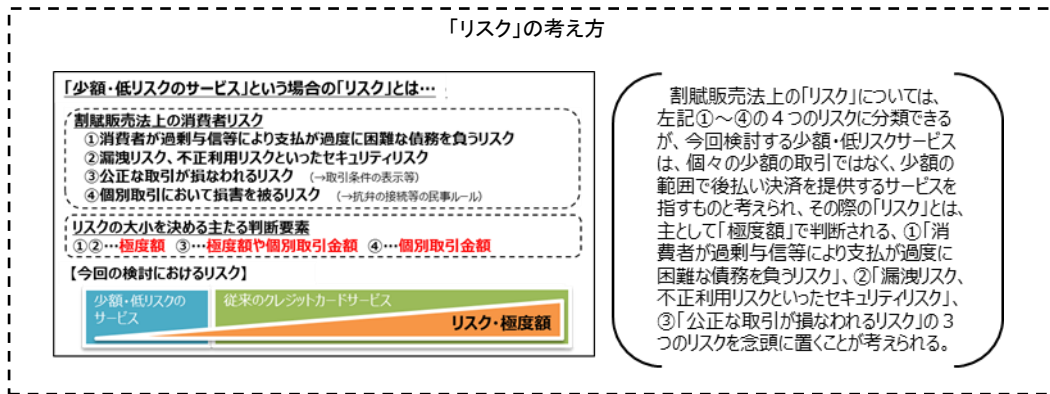 「リスク」の考え方
「少額・低リスクのサービス」という場合の「リスク」とは…
割賦販売法上の消費者リスク
①消費者が過剰与信等により支払が過度に困難な債務を負うリスク
②漏洩リスク、不正利用リスクといったセキュリティリスク
③公正な取引が損なわれるリスク （→取引条件の表示等）
④個別取引において損害を被るリスク （→抗弁の接続等の民事ルール）
リスクの大小を決める主たる判断要素
①②…極度額 ③…極度額や個別取引金額 ④…個別取引金額
【今回の検討におけるリスク】
少額・低リスクの
サービス
従来のクレジットカードサービス
リスク・極度額
割賦販売法上の「リスク」については、
左記①～④の４つのリスクに分類できる
が、今回検討する少額・低リスクサービス
は、個々の少額の取引ではなく、少額の
範囲で後払い決済を提供するサービスを
指すものと考えられ、その際の「リスク」とは、
主として「極度額」で判断される、①「消
費者が過剰与信等により支払が過度に
困難な債務を負うリスク」、②「漏洩リスク、
不正利用リスクといったセキュリティリスク」、
③「公正な取引が損なわれるリスク」の３
つのリスクを念頭に置くことが考えられる。